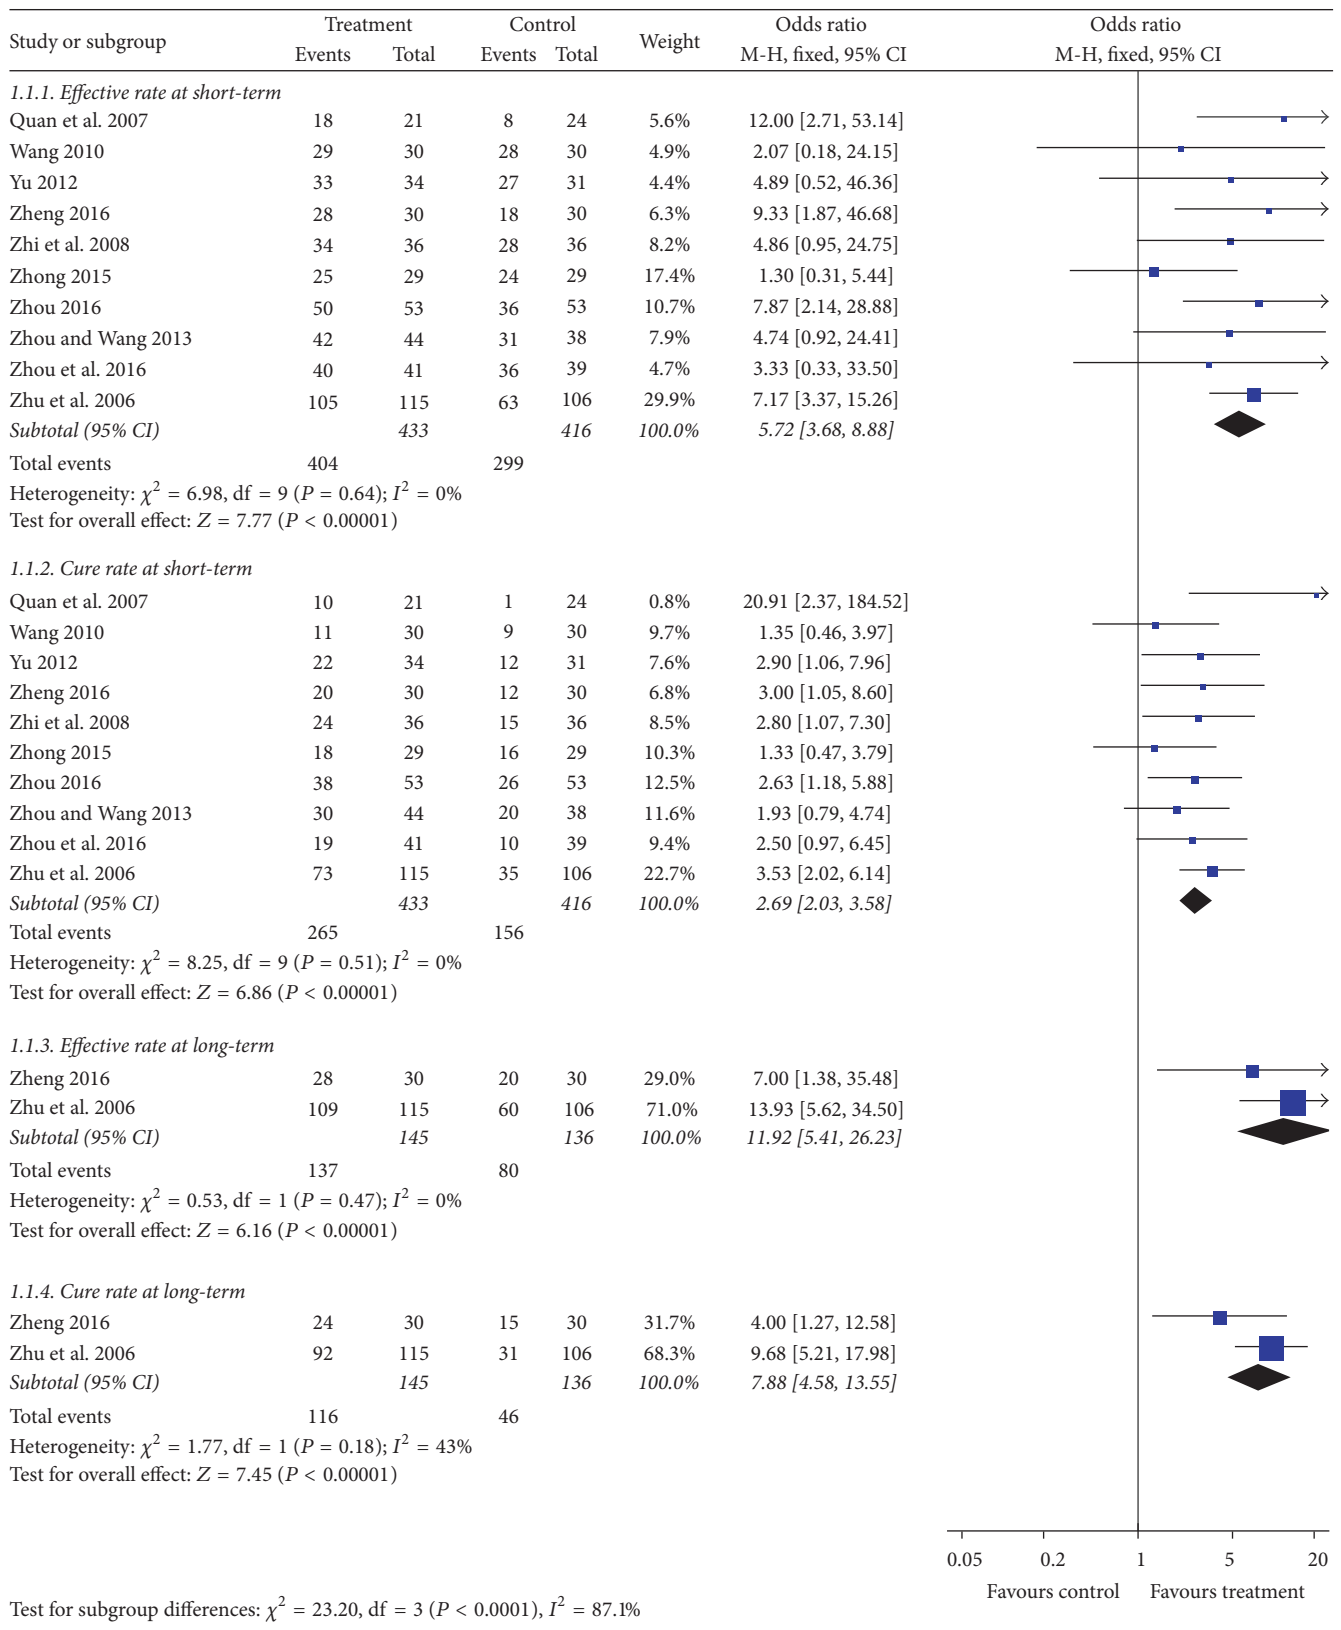 Study or subgroup Treatment Control Weight Odds ratio Odds ratio
Events Total Events Total M-H, fixed, 95% CI M-H, fixed, 95% CI
1.1.1. Effective rate at short-term
Quan et al. 2007 18 21 8 24 5.6% 12.00 [2.71, 53.14]
Wang 2010 29 30 28 30 4.9% 2.07 [0.18, 24.15]
Yu 2012 33 34 27 31 4.4% 4.89 [0.52, 46.36]
Zheng 2016 28 30 18 30 6.3% 9.33 [1.87, 46.68]
Zhi et al. 2008 34 36 28 36 8.2% 4.86 [0.95, 24.75]
Zhong 2015 25 29 24 29 17.4% 1.30 [0.31, 5.44]
Zhou 2016 50 53 36 53 10.7% 7.87 [2.14, 28.88]
Zhou and Wang 2013 42 44 31 38 7.9% 4.74 [0.92, 24.41]
Zhou et al. 2016 40 41 36 39 4.7% 3.33 [0.33, 33.50]
Zhu et al. 2006 105 115 63 106 29.9% 7.17 [3.37, 15.26]
Subtotal (95% CI) 433 416 100.0% 5.72 [3.68, 8.88]
Total events 404 299
Heterogeneity: χ² = 6.98, df = 9 (P = 0.64); I² = 0%
Test for overall effect: Z = 7.77 (P < 0.00001)
1.1.2. Cure rate at short-term
Quan et al. 2007 10 21 1 24 0.8% 20.91 [2.37, 184.52]
Wang 2010 11 30 9 30 9.7% 1.35 [0.46, 3.97]
Yu 2012 22 34 12 31 7.6% 2.90 [1.06, 7.96]
Zheng 2016 20 30 12 30 6.8% 3.00 [1.05, 8.60]
Zhi et al. 2008 24 36 15 36 8.5% 2.80 [1.07, 7.30]
Zhong 2015 18 29 16 29 10.3% 1.33 [0.47, 3.79]
Zhou 2016 38 53 26 53 12.5% 2.63 [1.18, 5.88]
Zhou and Wang 2013 30 44 20 38 11.6% 1.93 [0.79, 4.74]
Zhou et al. 2016 19 41 10 39 9.4% 2.50 [0.97, 6.45]
Zhu et al. 2006 73 115 35 106 22.7% 3.53 [2.02, 6.14]
Subtotal (95% CI) 433 416 100.0% 2.69 [2.03, 3.58]
Total events 265 156
Heterogeneity: χ² = 8.25, df = 9 (P = 0.51); I² = 0%
Test for overall effect: Z = 6.86 (P < 0.00001)
1.1.3. Effective rate at long-term
Zheng 2016 28 30 20 30 29.0% 7.00 [1.38, 35.48]
Zhu et al. 2006 109 115 60 106 71.0% 13.93 [5.62, 34.50]
Subtotal (95% CI) 145 136 100.0% 11.92 [5.41, 26.23]
Total events 137 80
Heterogeneity: χ² = 0.53, df = 1 (P = 0.47); I² = 0%
Test for overall effect: Z = 6.16 (P < 0.00001)
1.1.4. Cure rate at long-term
Zheng 2016 24 30 15 30 31.7% 4.00 [1.27, 12.58]
Zhu et al. 2006 92 115 31 106 68.3% 9.68 [5.21, 17.98]
Subtotal (95% CI) 145 136 100.0% 7.88 [4.58, 13.55]
Total events 116 46
Heterogeneity: χ² = 1.77, df = 1 (P = 0.18); I² = 43%
Test for overall effect: Z = 7.45 (P < 0.00001)
0.05 0.2 1 5 20
Favours control Favours treatment
Test for subgroup differences: χ² = 23.20, df = 3 (P < 0.0001), I² = 87.1%